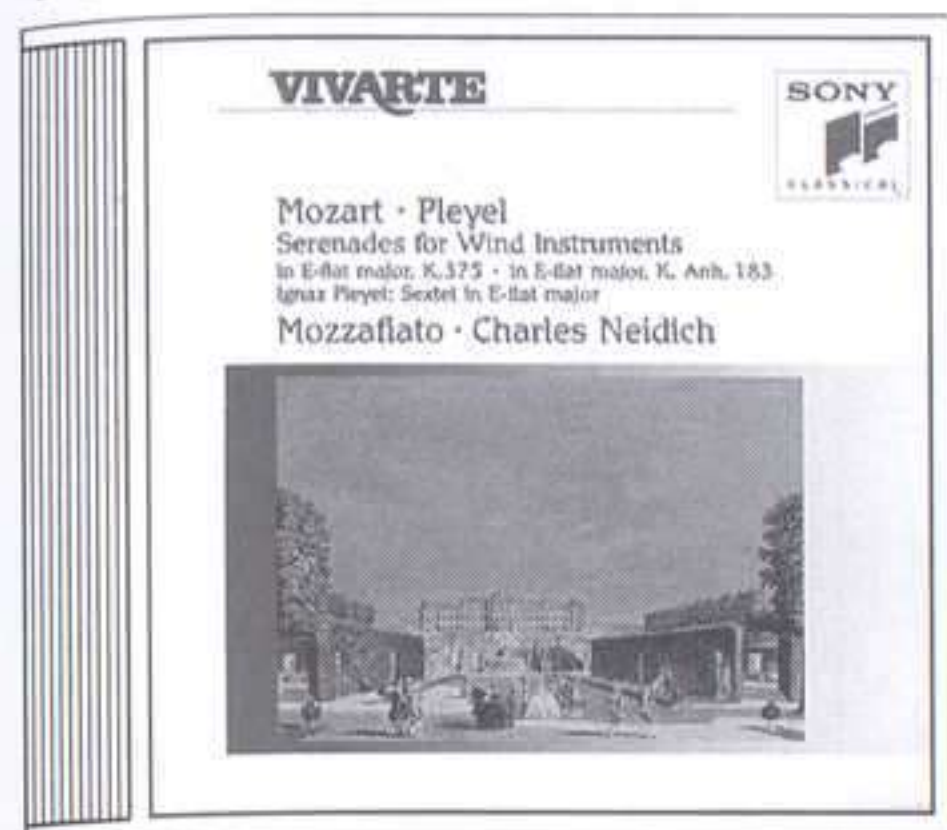 VIVARTE
SONY
CLASSICAL
Mozart · Pleyel
Serenades for Wind Instruments
in E-flat major, K.375 · in E-flat major, K. Anh. 183
Ignaz Pleyel: Sextet in E-flat major
Mozzafiato · Charles Neidich